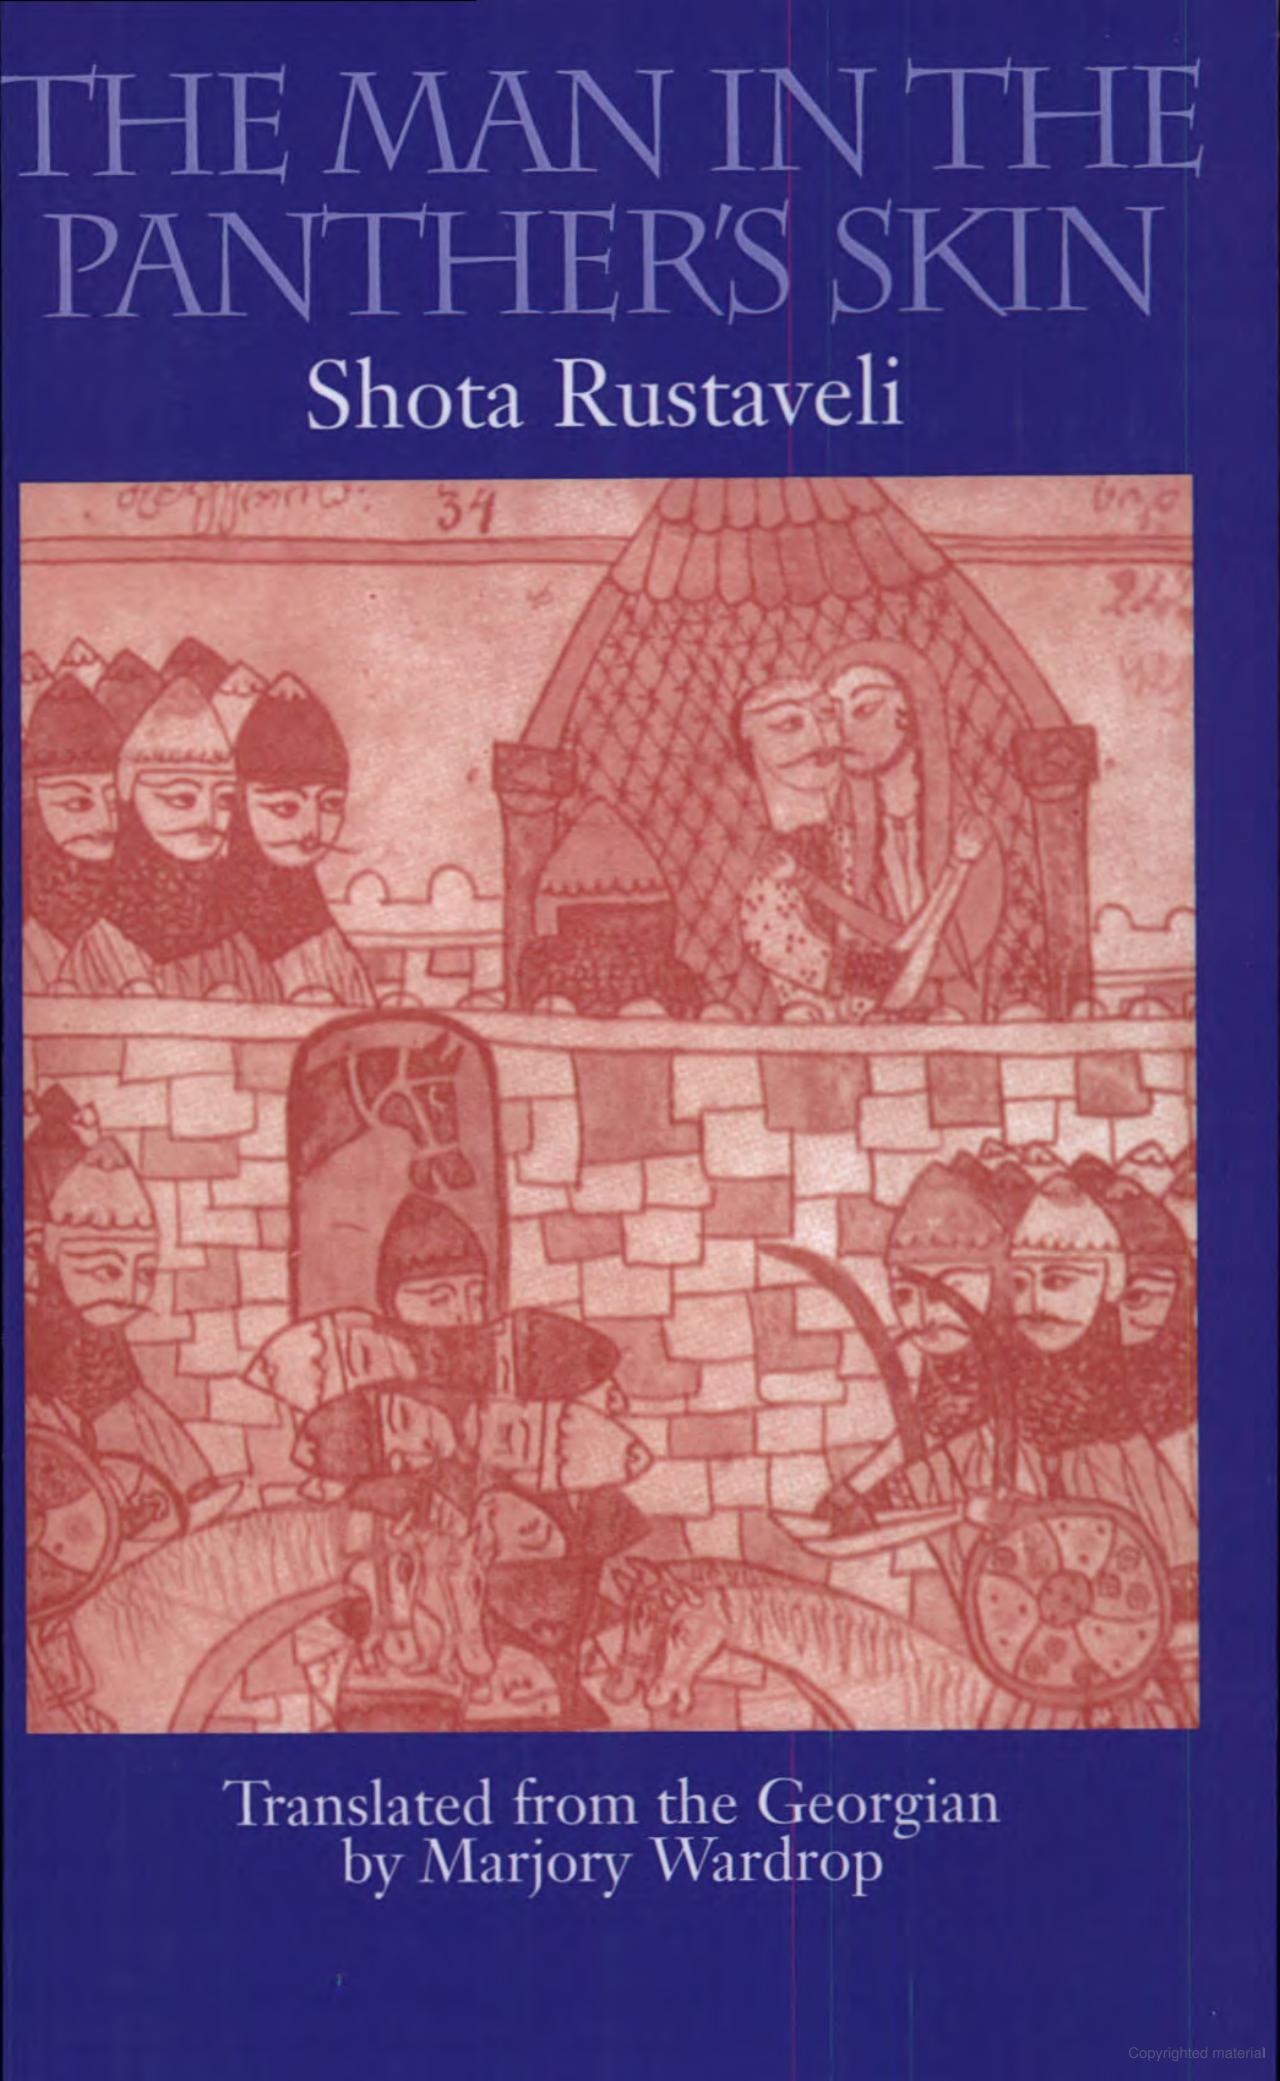 THE MAN IN THE
PANTHER'S SKIN
Shota Rustaveli
34
Translated from the Georgian
by Marjory Wardrop
Copyrighted material